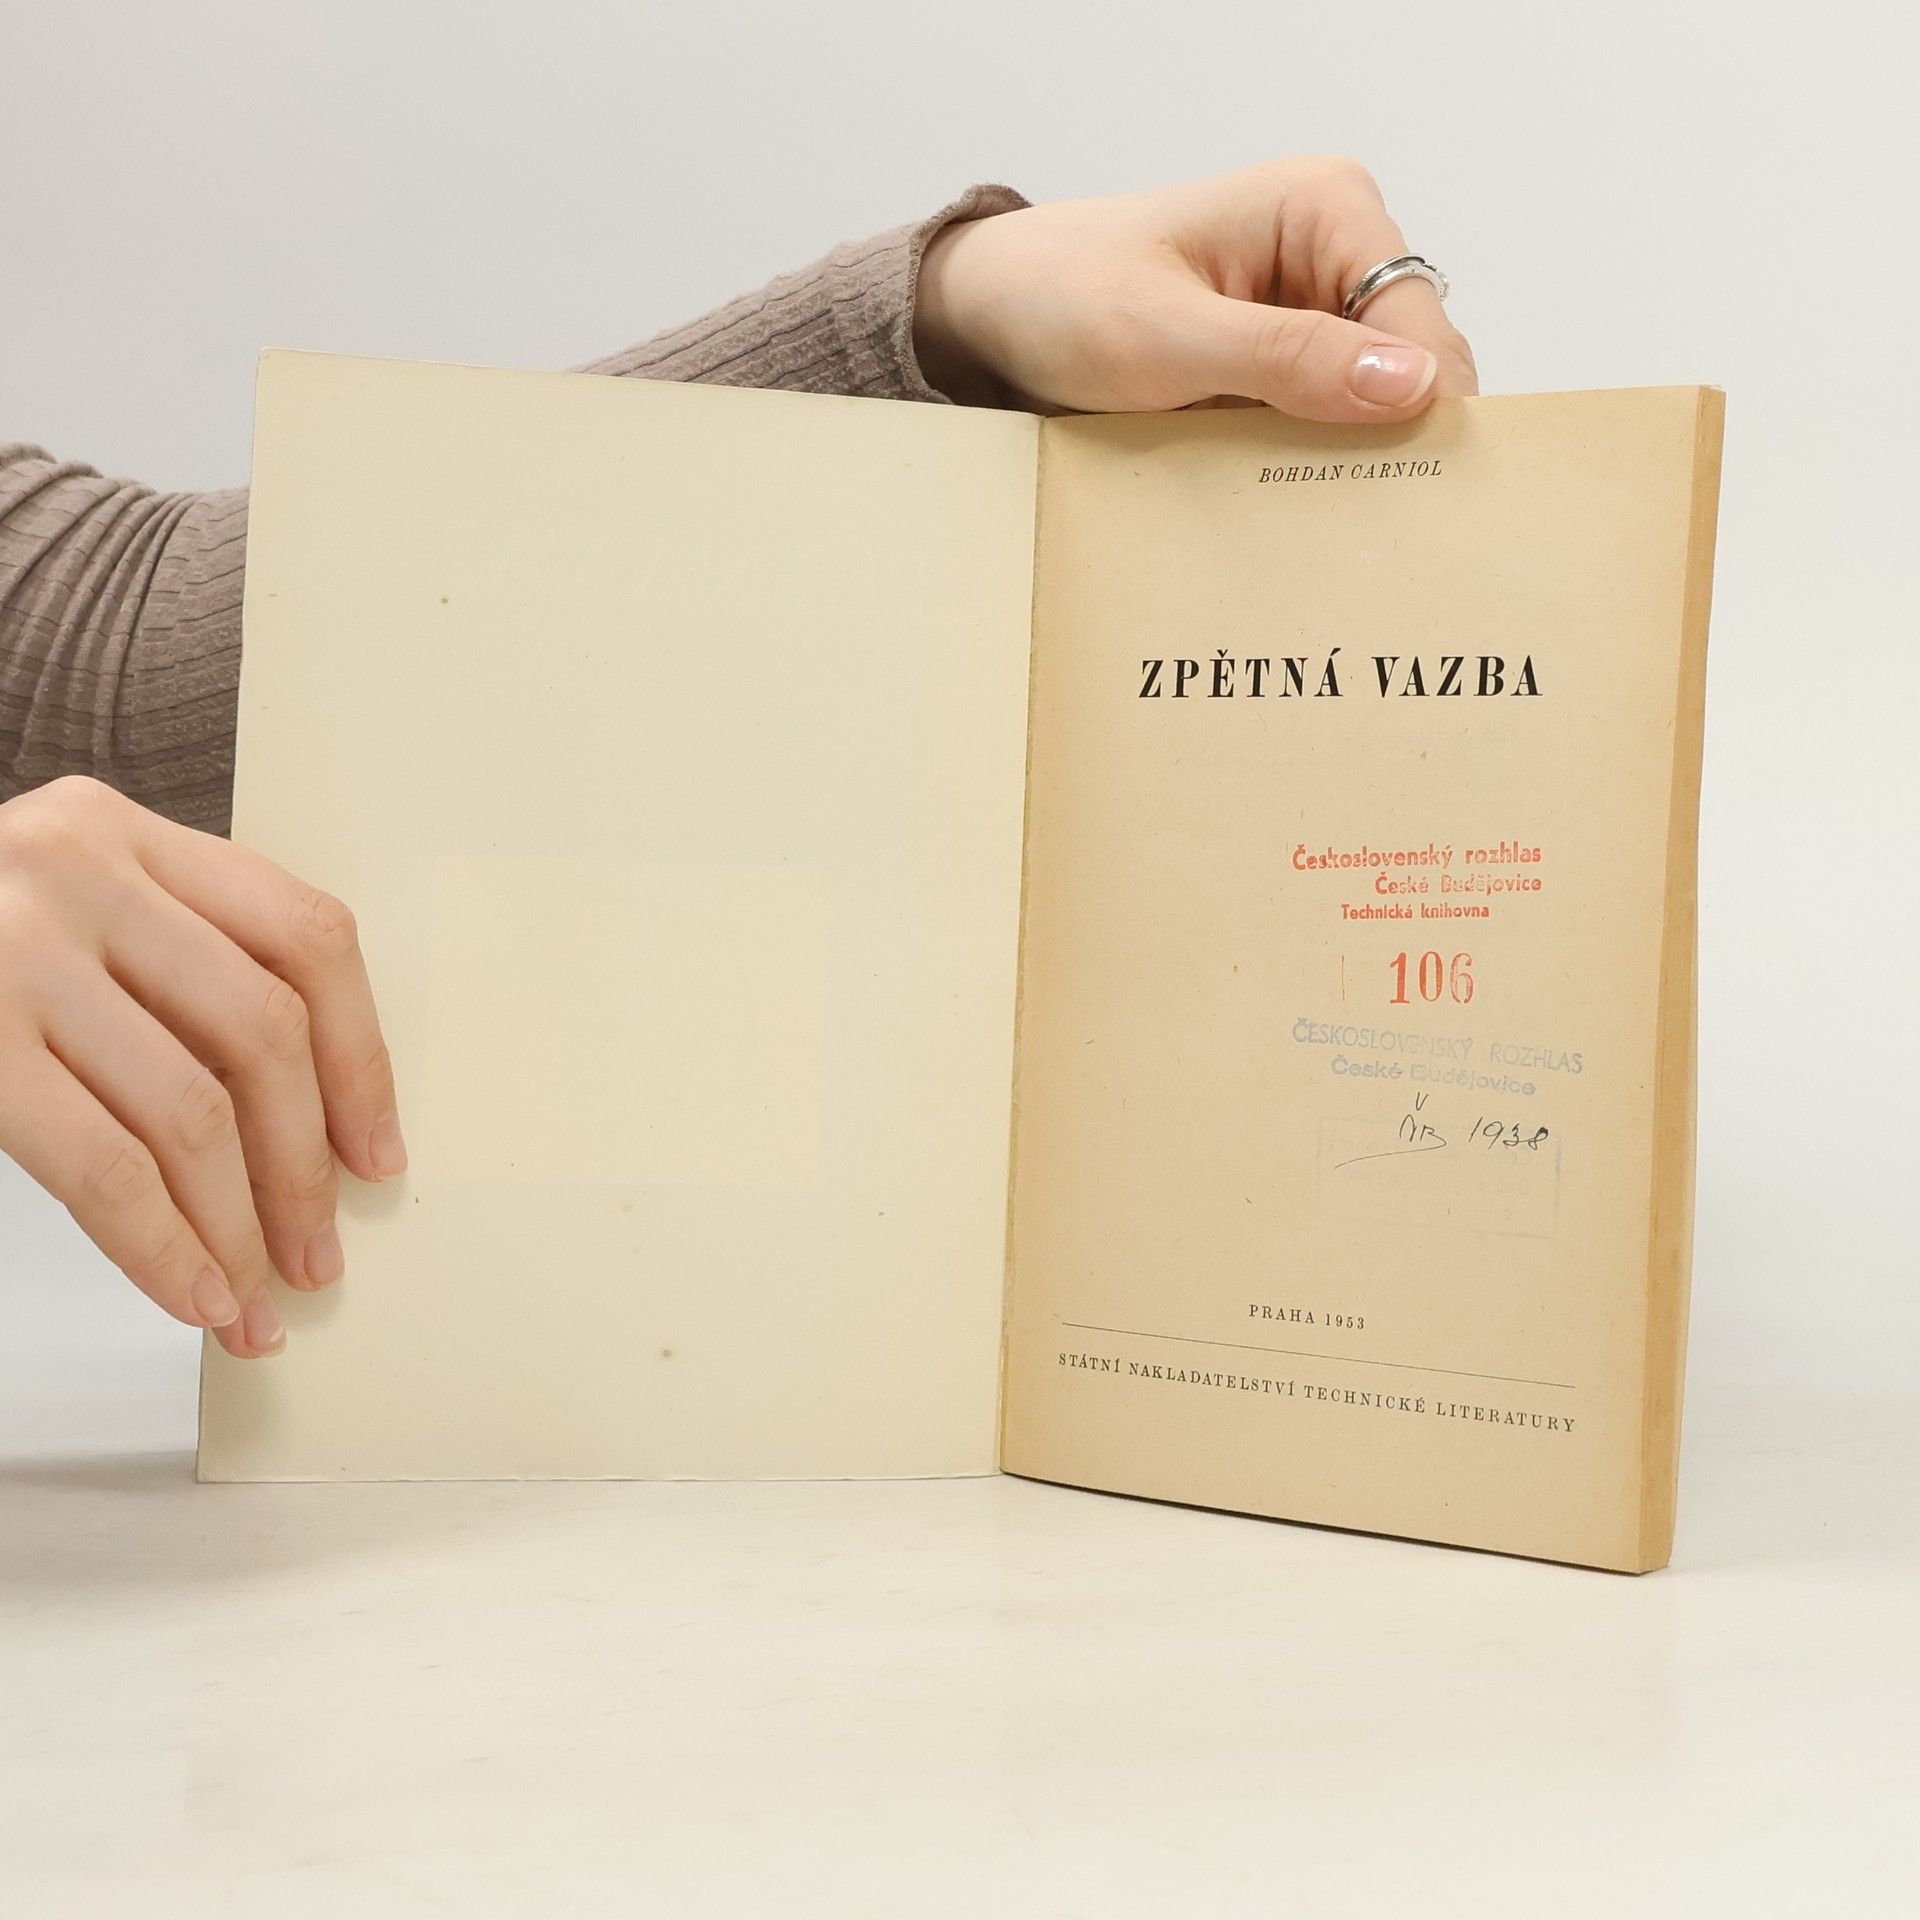 BOHDAN CARNIOL
ZPĚTNÁ VAZBA
Československý rozhlas
České Budějovice
Technická knihovna
106
ČESKOSLOVENSKÝ ROZHLAS
České Budějovice
1938
PRAHA 1953
STÁTNÍ NAKLADATELSTVÍ TECHNICKÉ LITERATURY